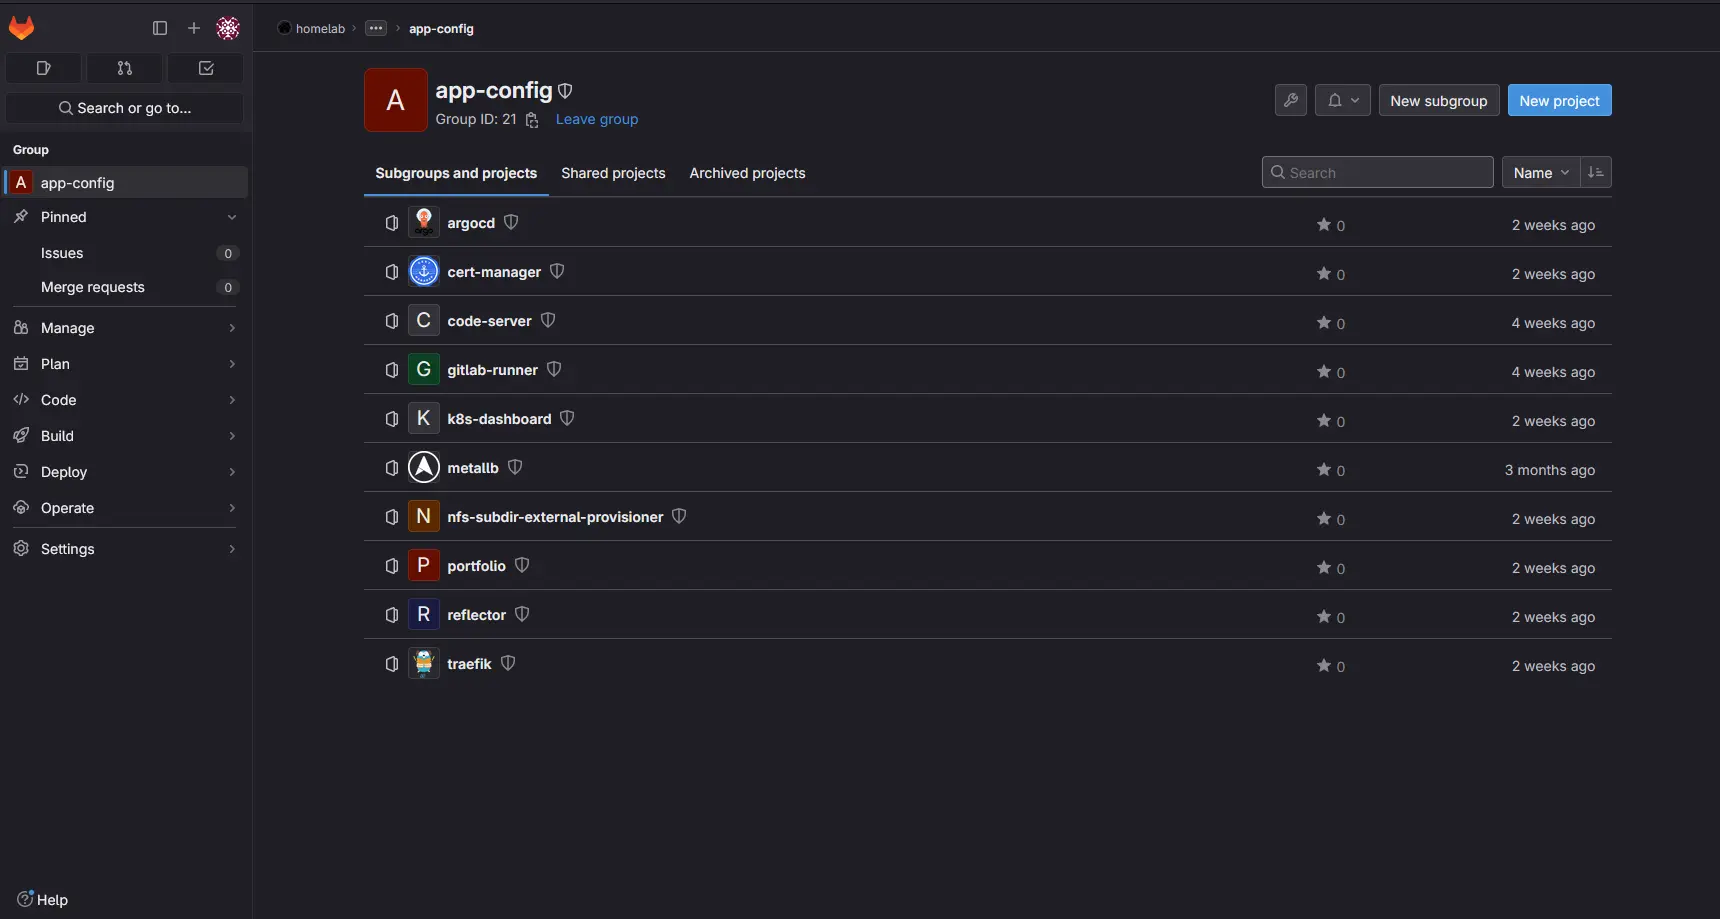 homelab
app-config
Search or go to...
Group
A app-config
Pinned
Issues 0
Merge requests 0
Manage
Plan
Code
Build
Deploy
Operate
Settings
Help
A
app-config
Group ID: 21 Leave group
New subgroup
New project
Subgroups and projects Shared projects Archived projects
Search
Name
argocd 0 2 weeks ago
cert-manager 0 2 weeks ago
C code-server 0 4 weeks ago
G gitlab-runner 0 4 weeks ago
K k8s-dashboard 0 2 weeks ago
metallb 0 3 months ago
N nfs-subdir-external-provisioner 0 2 weeks ago
P portfolio 0 2 weeks ago
R reflector 0 2 weeks ago
traefik 0 2 weeks ago